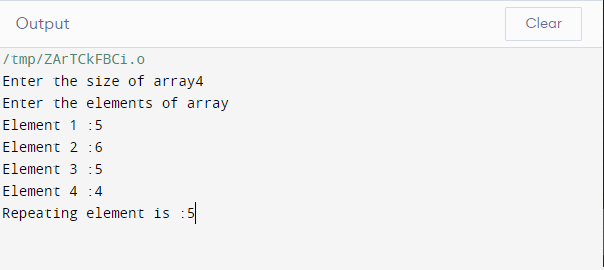 Output
Clear
/tmp/ZArTCkFBCi.o
Enter the size of array4
Enter the elements of array
Element 1 :5
Element 2 :6
Element 3 :5
Element 4 :4
Repeating element is :5